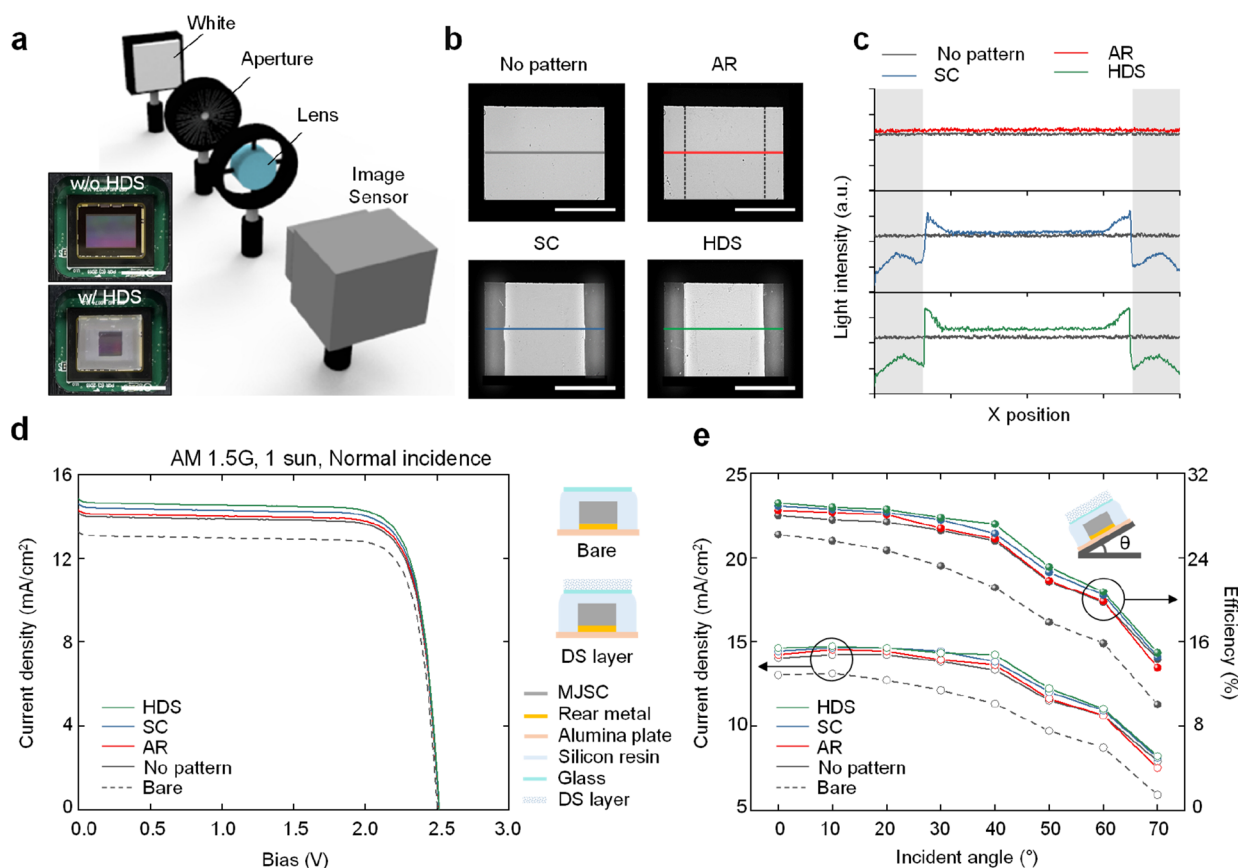 a
White
Aperture
Lens
Image
Sensor
w/o HDS
w/ HDS
b
No pattern
AR
SC
HDS
c
No pattern
AR
SC
HDS
Light intensity (a.u.)
X position
d
AM 1.5G, 1 sun, Normal incidence
Current density (mA/cm2)
16
12
8
4
0
0.0 0.5 1.0 1.5 2.0 2.5 3.0
Bias (V)
HDS
SC
AR
No pattern
Bare
Bare
DS layer
MJSC
Rear metal
Alumina plate
Silicon resin
Glass
DS layer
e
Current density (mA/cm²)
25
20
15
10
5
32
24
16
8
0
Efficiency (%)
θ
HDS
SC
AR
No pattern
Bare
0 10 20 30 40 50 60 70
Incident angle (°)